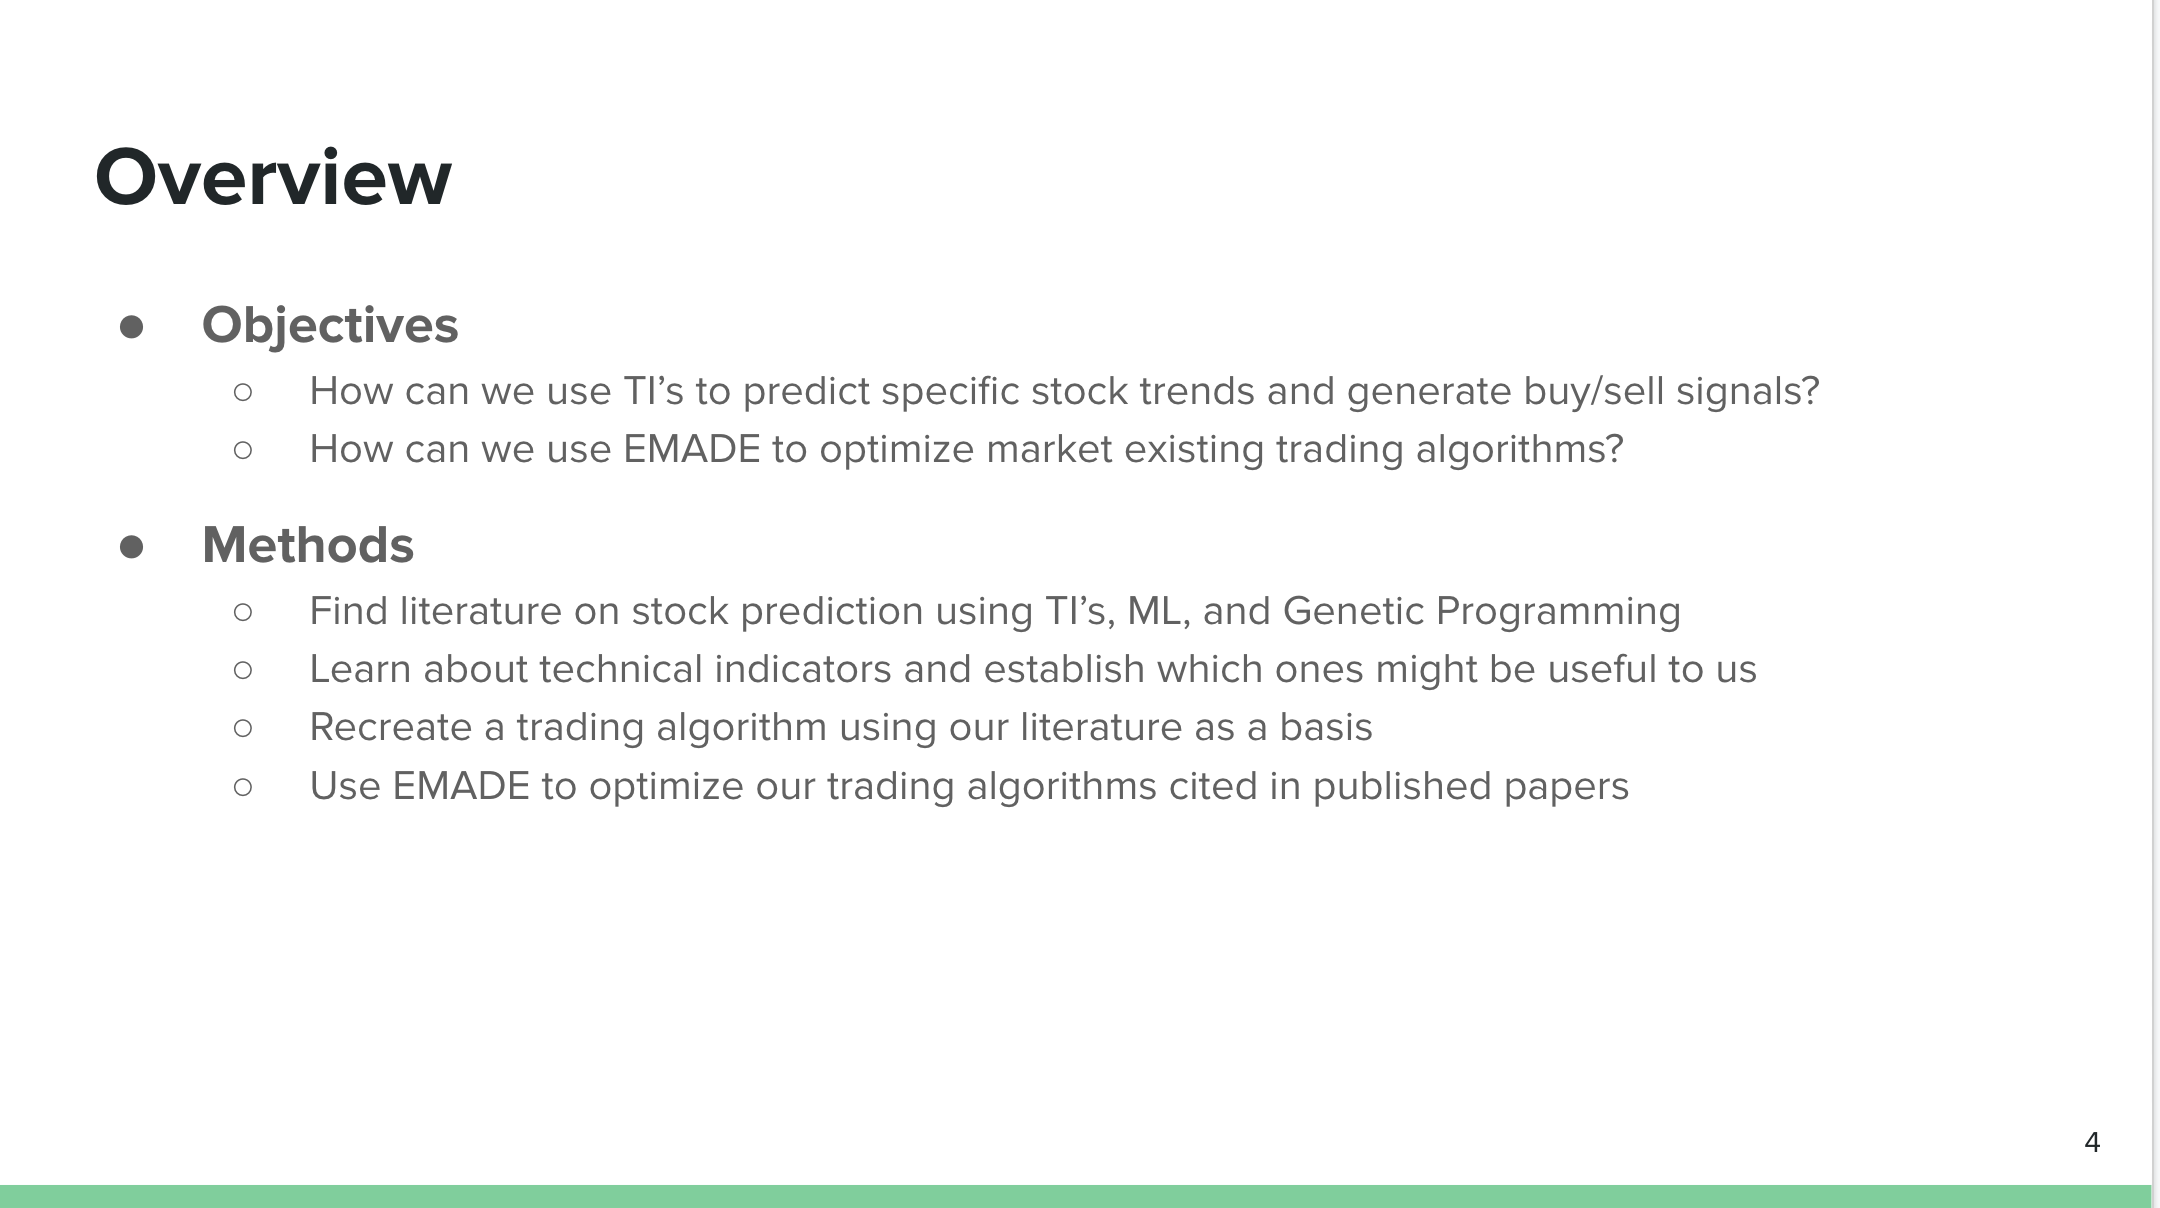 Overview
● Objectives
○ How can we use TI’s to predict specific stock trends and generate buy/sell signals?
○ How can we use EMADE to optimize market existing trading algorithms?
● Methods
○ Find literature on stock prediction using TI’s, ML, and Genetic Programming
○ Learn about technical indicators and establish which ones might be useful to us
○ Recreate a trading algorithm using our literature as a basis
○ Use EMADE to optimize our trading algorithms cited in published papers
4